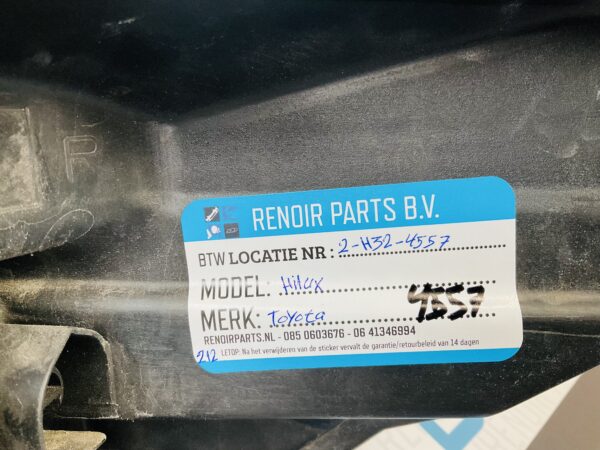 P
RENOIR PARTS B.V.
BTW LOCATIE NR : 2-H32-4557
MODEL: Hilux
MERK: Toyota 4557
RENOIRPARTS.NL - 085 0603676 - 06 41346994
212 LETOP: Na het verwijderen van de sticker vervalt de garantie/retourbeleid van 14 dagen